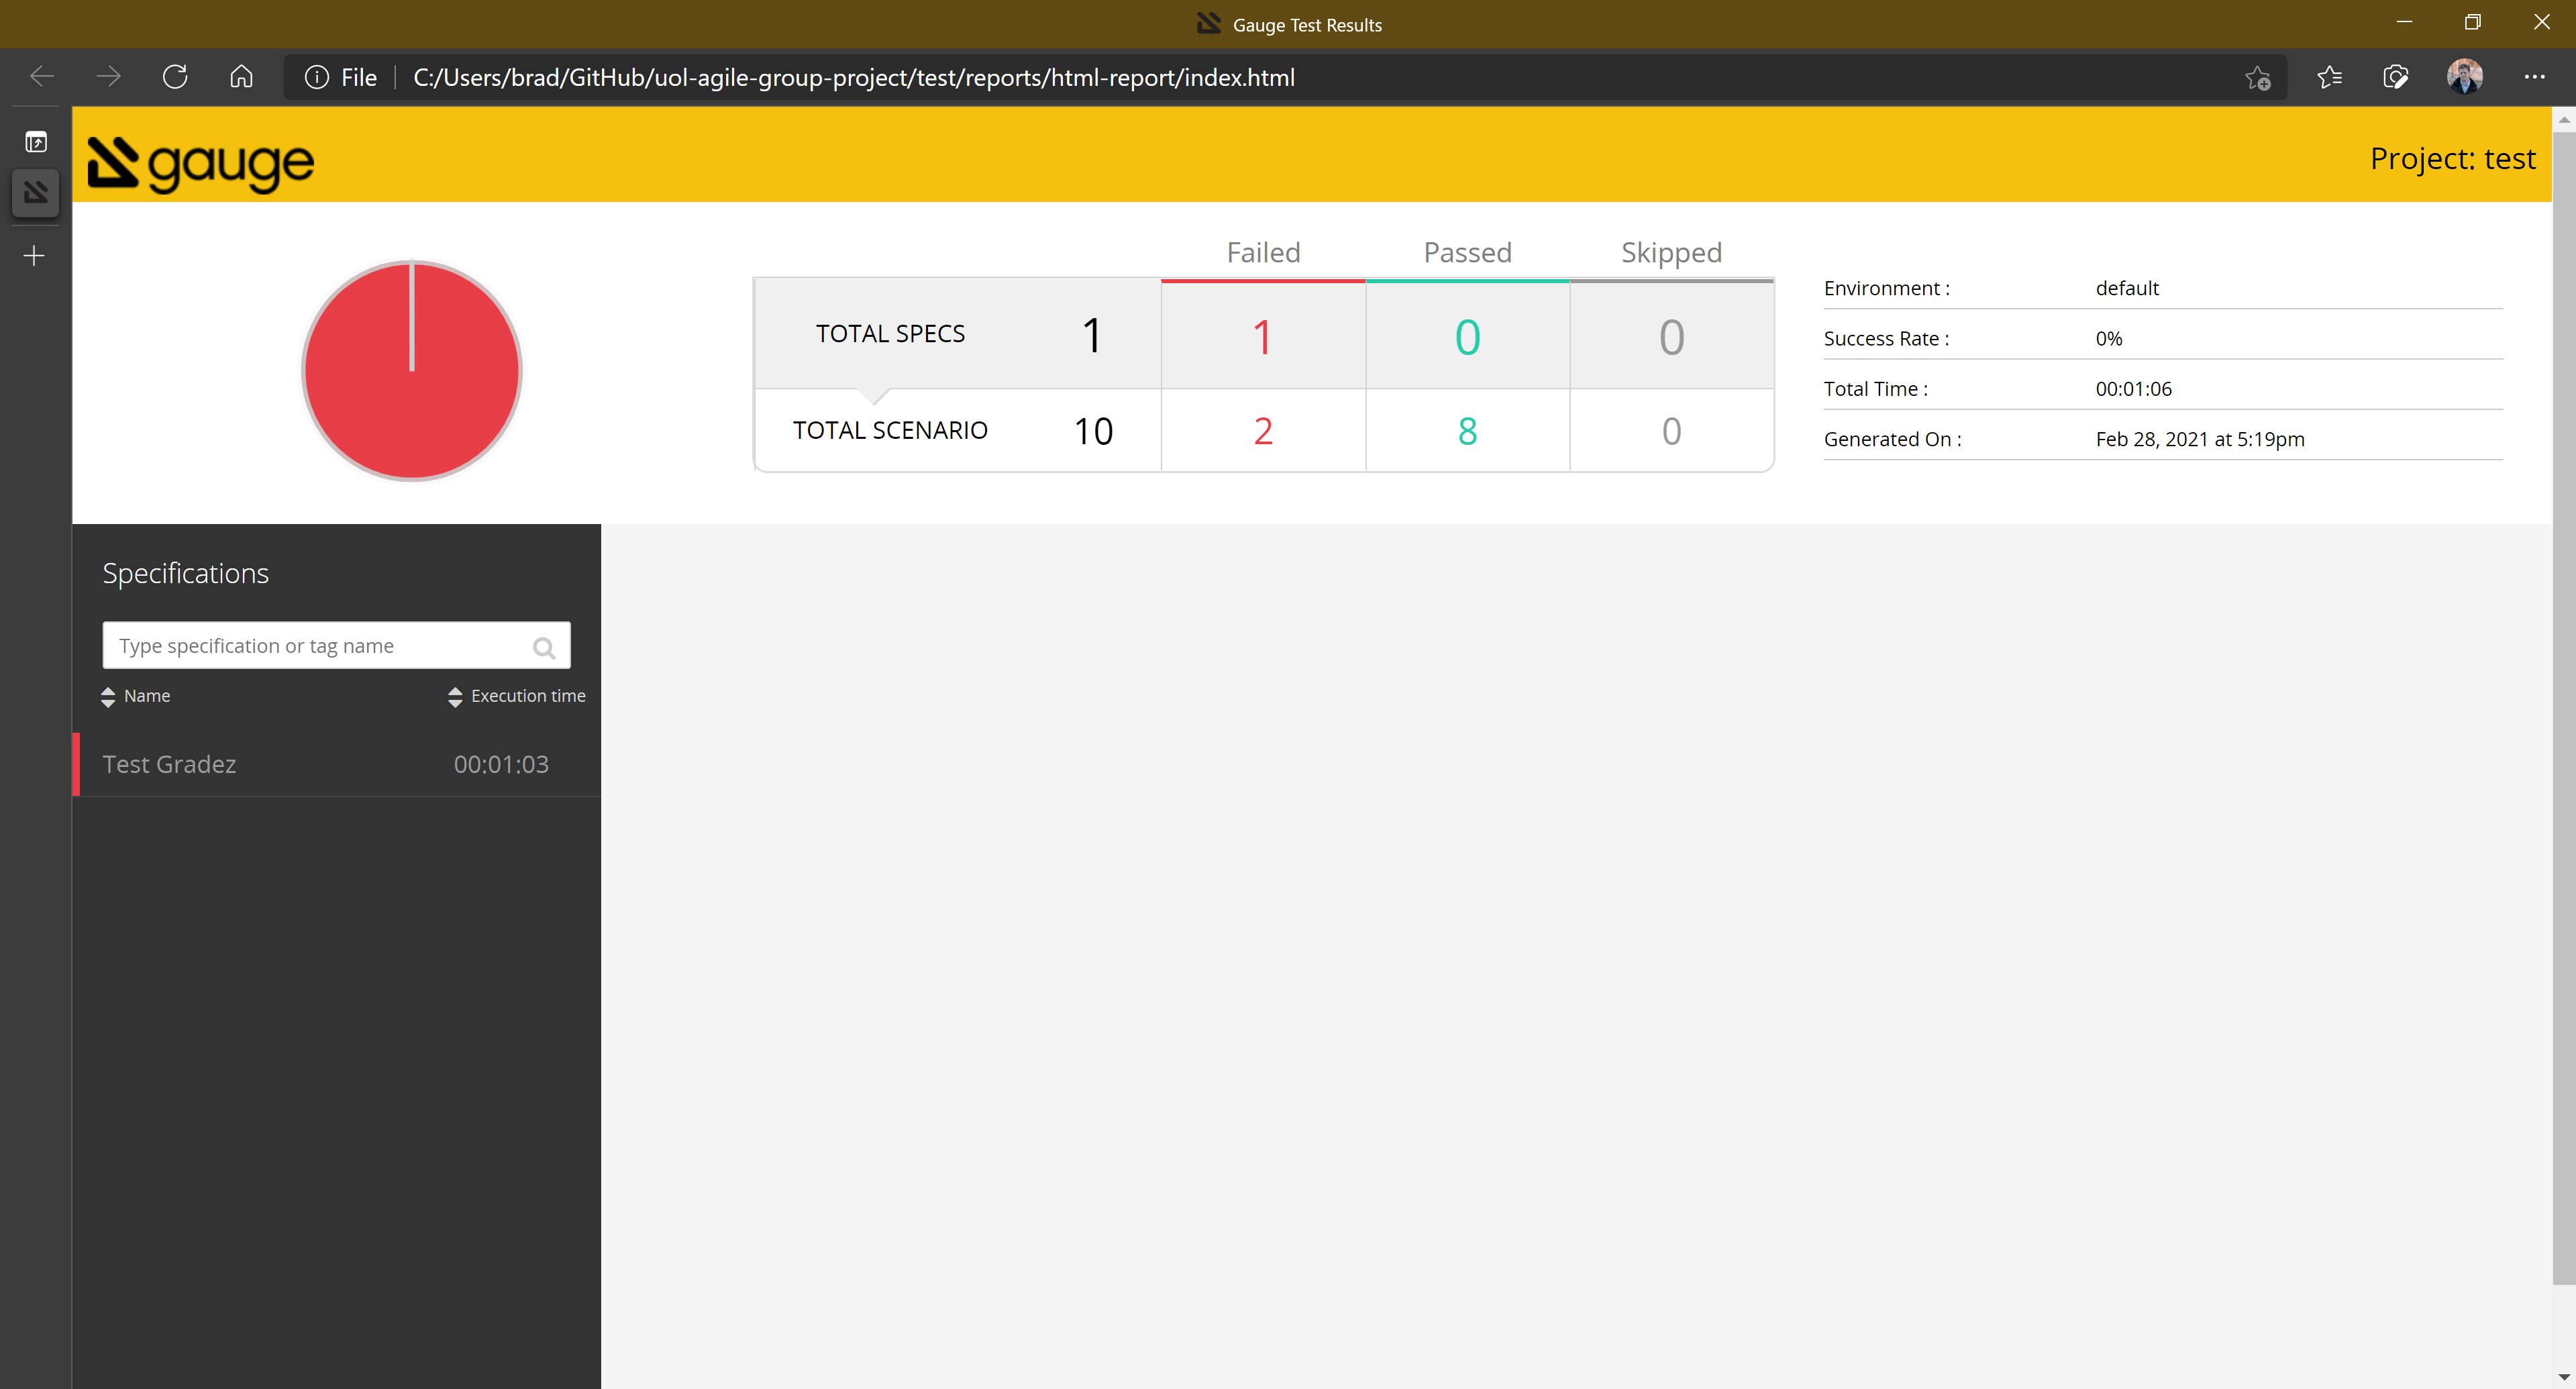 Gauge Test Results
File C:/Users/brad/GitHub/uol-agile-group-project/test/reports/html-report/index.html
gauge
Project: test
Failed Passed Skipped
TOTAL SPECS 1 1 0 0
TOTAL SCENARIO 10 2 8 0
Environment : default
Success Rate : 0%
Total Time : 00:01:06
Generated On : Feb 28, 2021 at 5:19pm
Specifications
Type specification or tag name
Name Execution time
Test Gradez 00:01:03